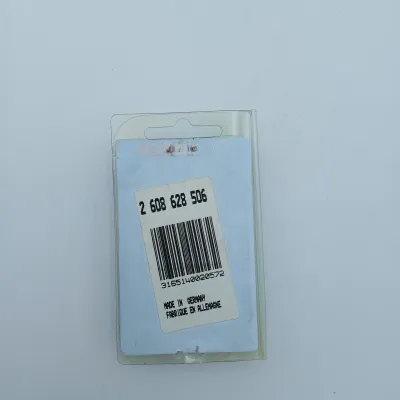 2 608 628 506
3165140020572
MADE IN GERMANY
FABRIQUE EN ALLEMAGNE